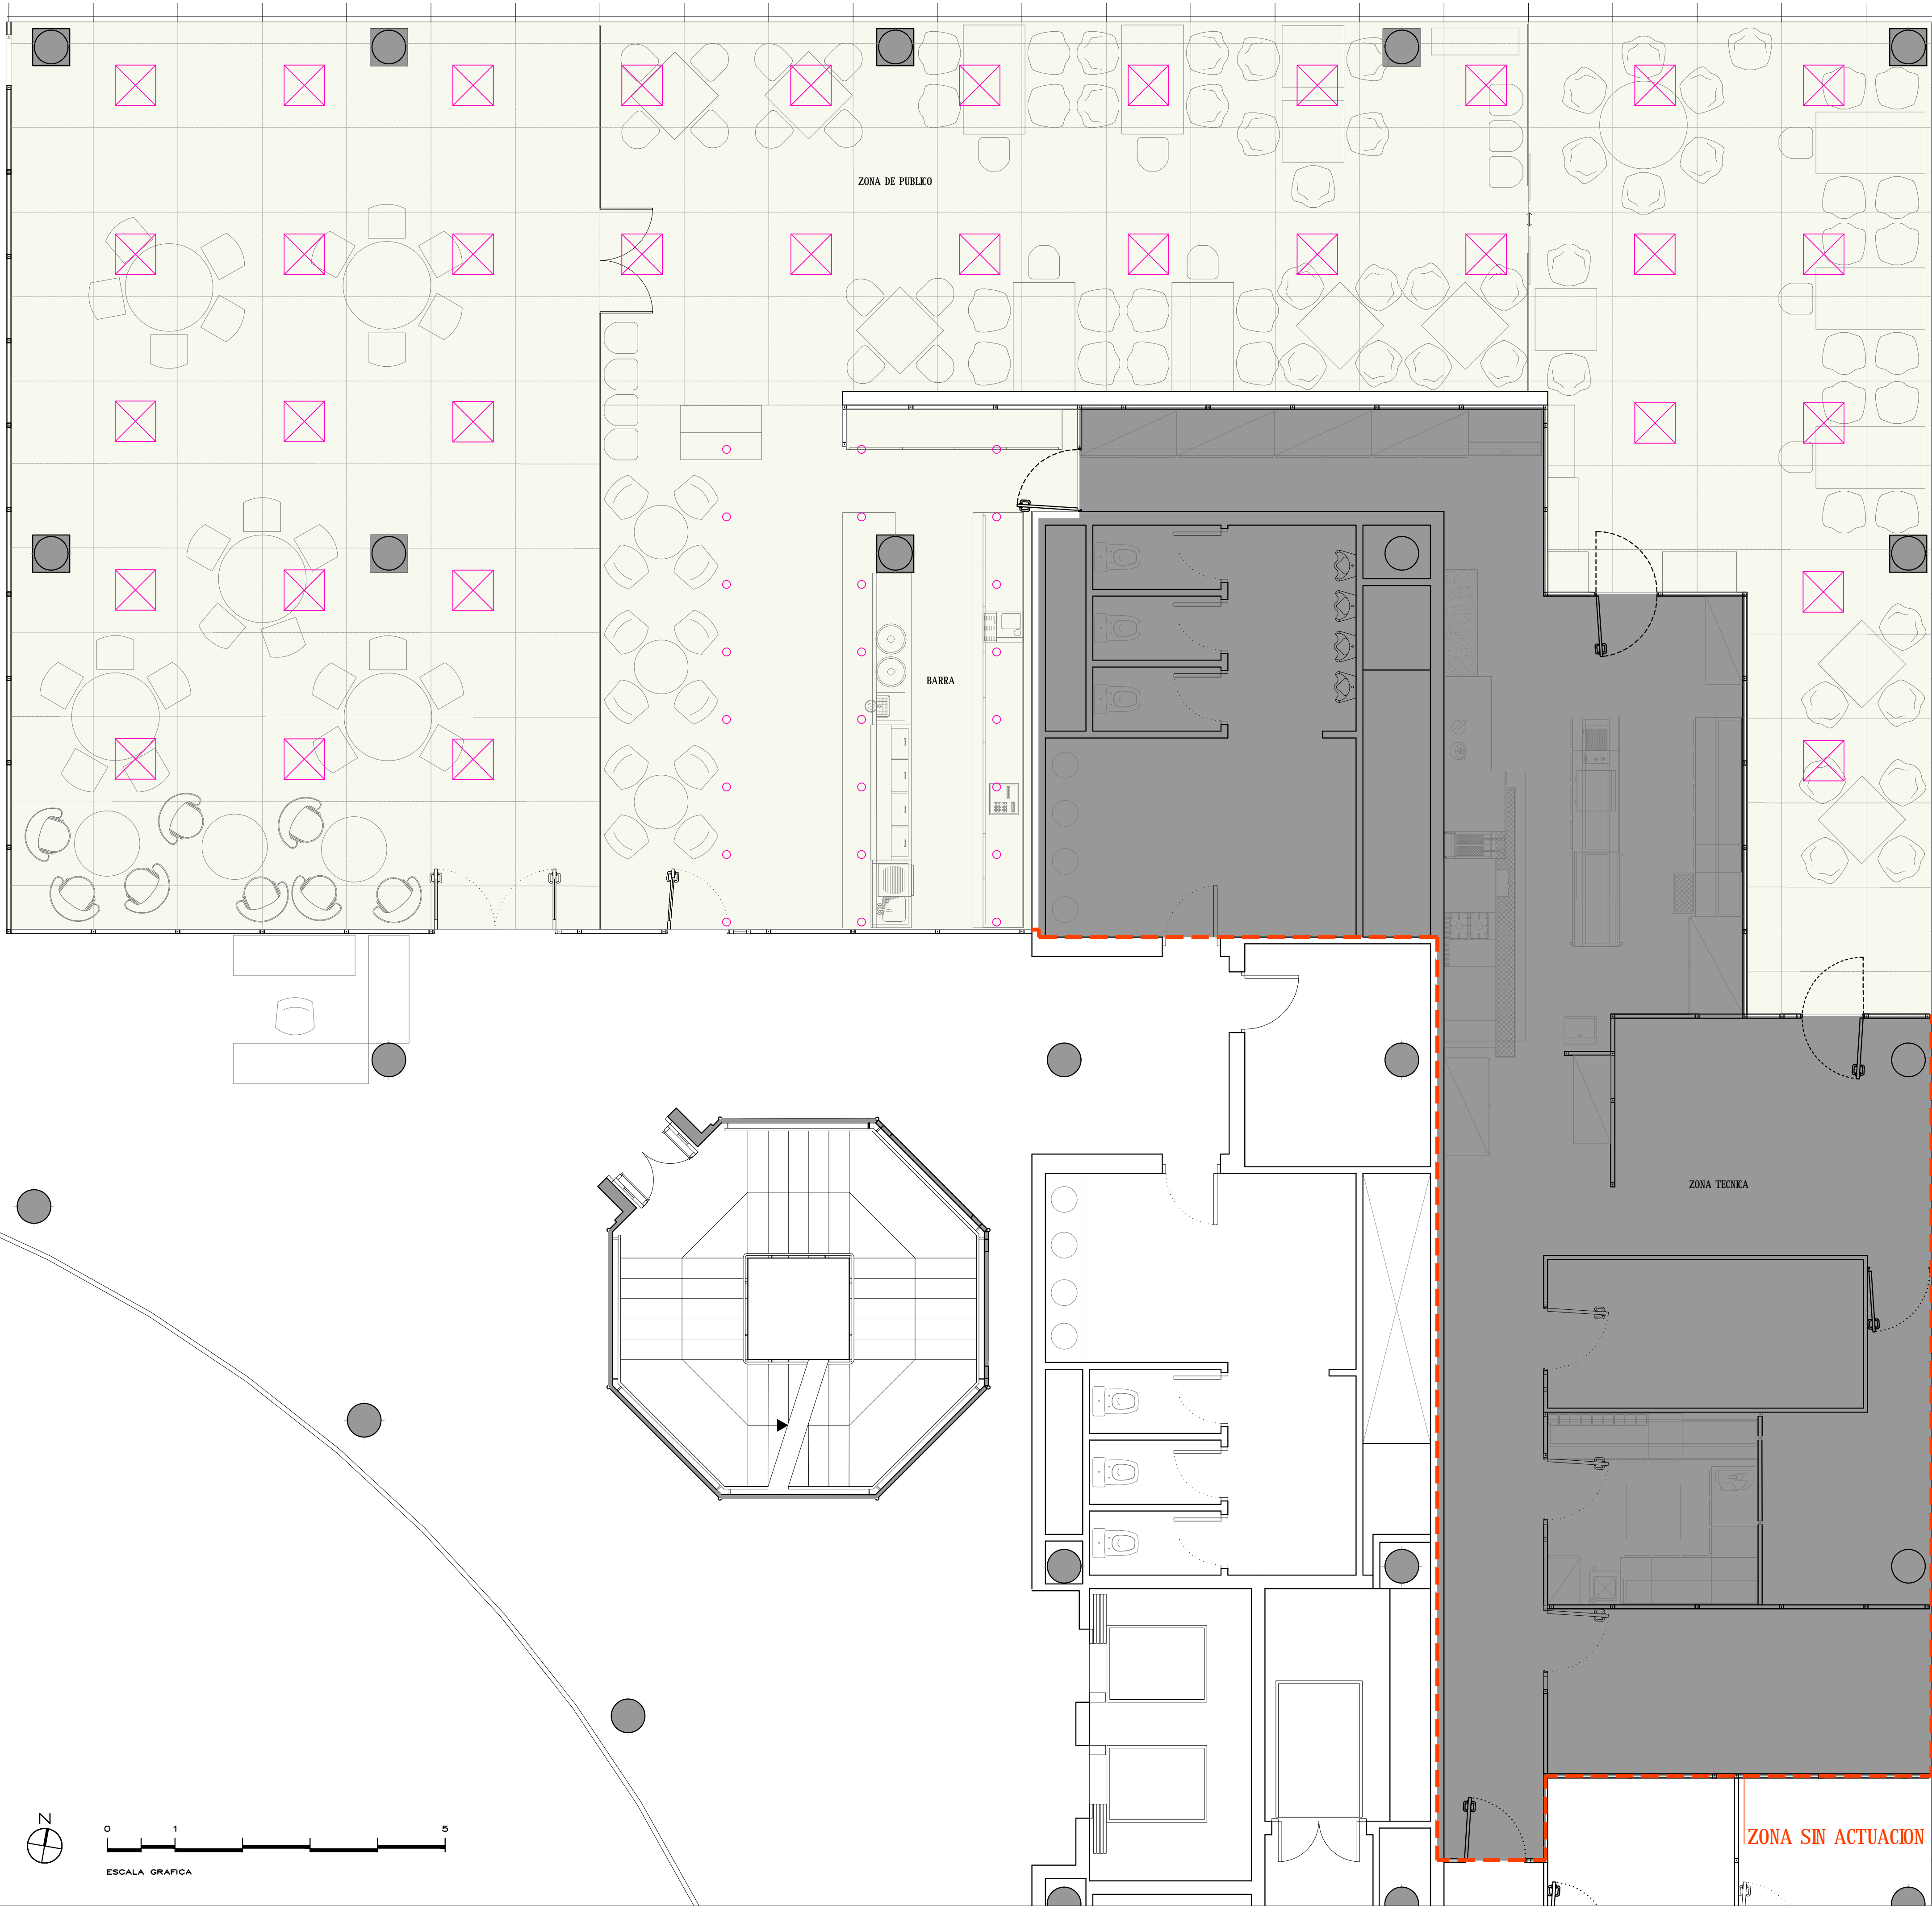 ZONA DE PUBLICO
BARRA
ZONA TECNICA
N
0 1 5
ESCALA GRAFICA
ZONA SIN ACTUACION